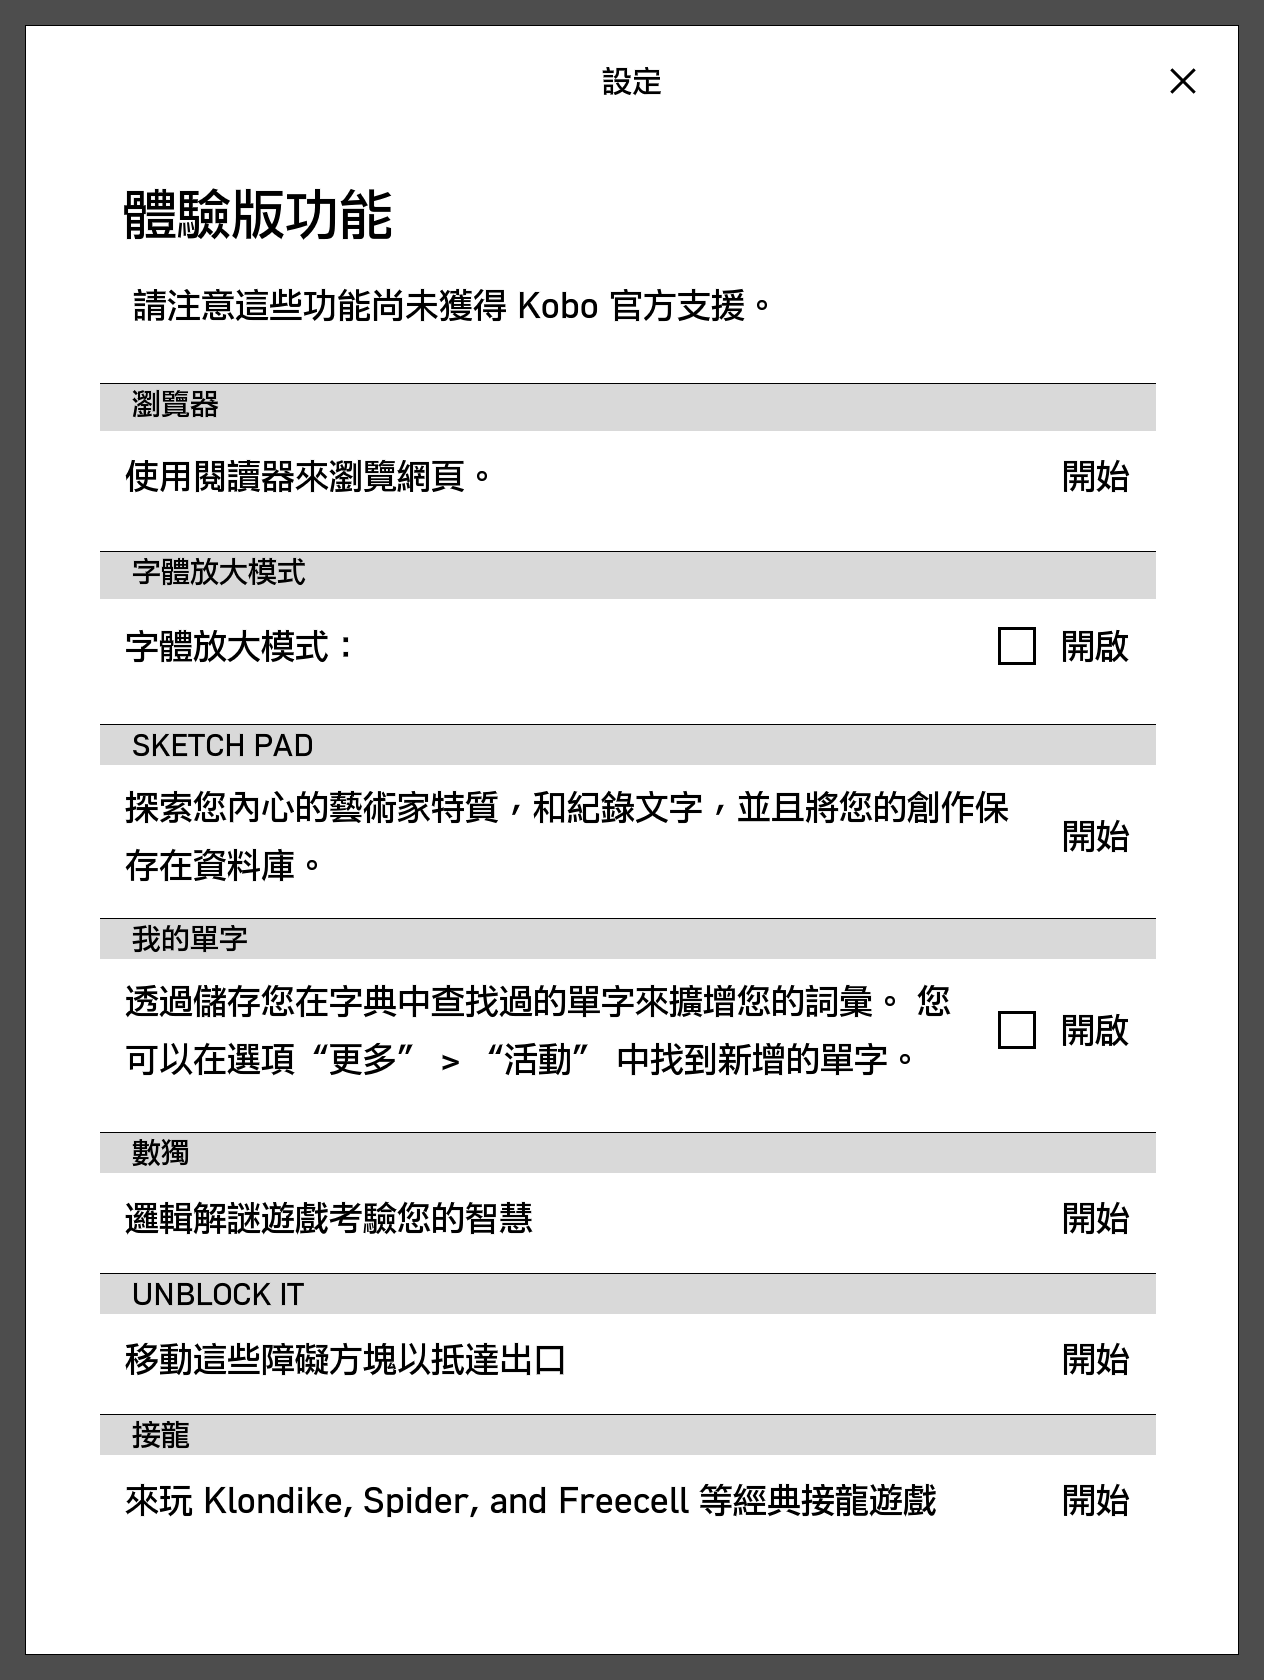 設定
體驗版功能
請注意這些功能尚未獲得 Kobo 官方支援。
瀏覽器
使用閱讀器來瀏覽網頁。 開始
字體放大模式
字體放大模式： 開啟
SKETCH PAD
探索您內心的藝術家特質，和紀錄文字，並且將您的創作保
存在資料庫。
開始
我的單字
透過儲存您在字典中查找過的單字來擴增您的詞彙。 您
可以在選項“更多” > “活動” 中找到新增的單字。
開啟
數獨
邏輯解謎遊戲考驗您的智慧 開始
UNBLOCK IT
移動這些障礙方塊以抵達出口 開始
接龍
來玩 Klondike, Spider, and Freecell 等經典接龍遊戲 開始